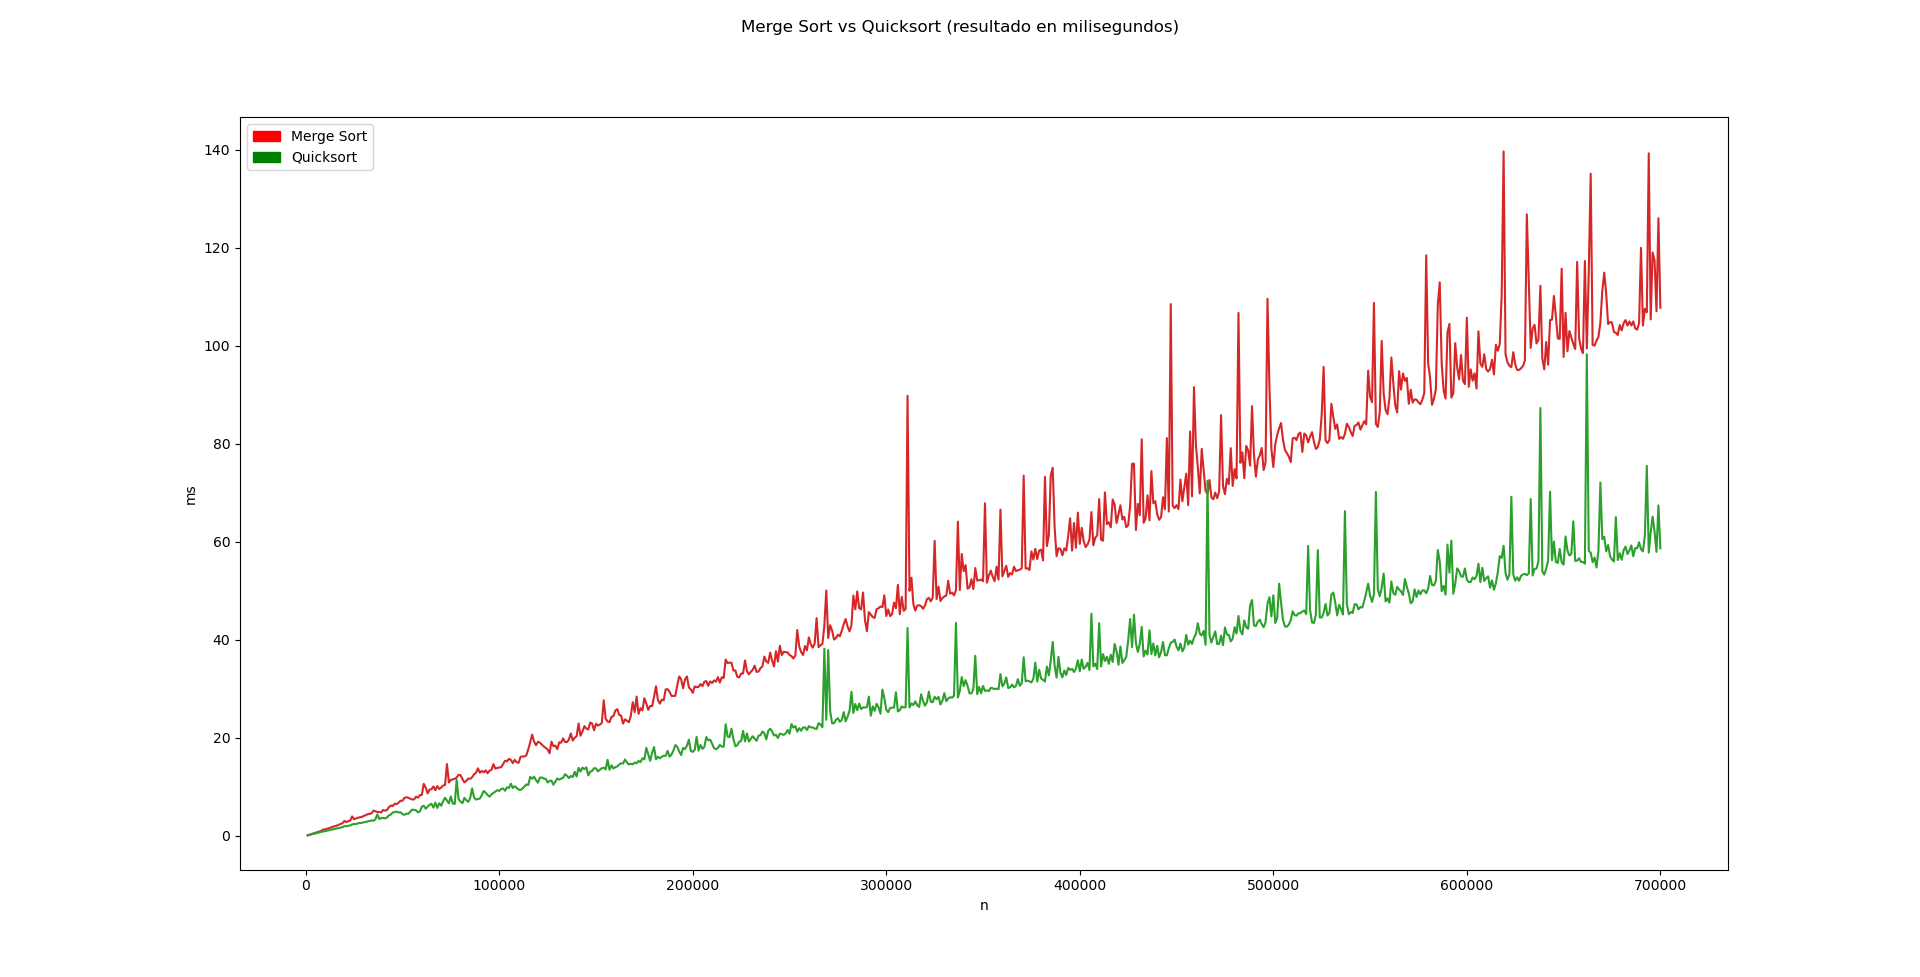 Merge Sort vs Quicksort (resultado en milisegundos)
Merge Sort
Quicksort
140
120
100
80
60
40
20
0
ms
0 100000 200000 300000 400000 500000 600000 700000
n